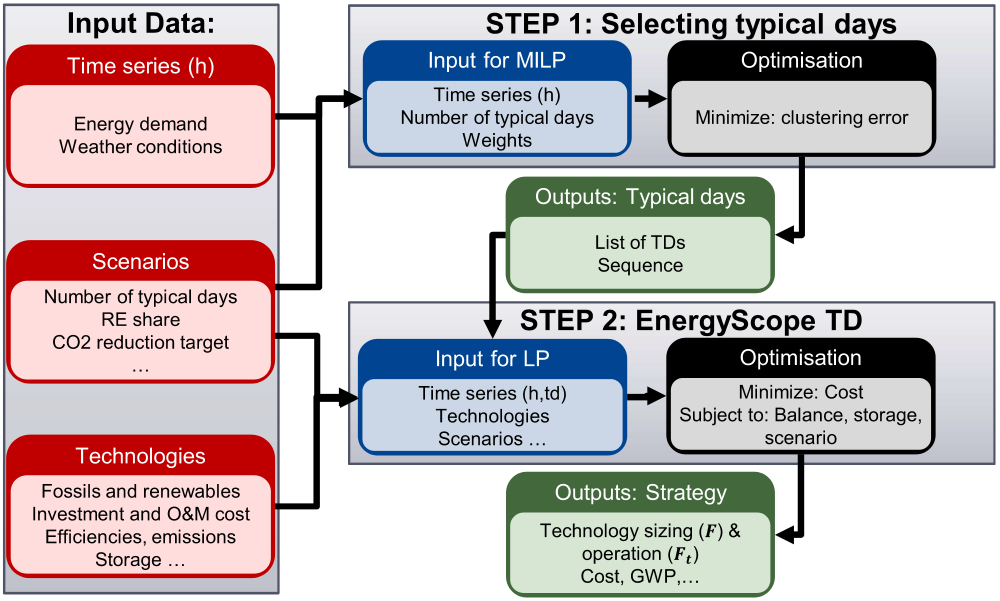 Input Data:
Time series (h)
Energy demand
Weather conditions
Scenarios
Number of typical days
RE share
CO2 reduction target
…
Technologies
Fossils and renewables
Investment and O&M cost
Efficiencies, emissions
Storage …
STEP 1: Selecting typical days
Input for MILP
Time series (h)
Number of typical days
Weights
Optimisation
Minimize: clustering error
Outputs: Typical days
List of TDs
Sequence
STEP 2: EnergyScope TD
Input for LP
Time series (h,td)
Technologies
Scenarios …
Optimisation
Minimize: Cost
Subject to: Balance, storage,
scenario
Outputs: Strategy
Technology sizing (F) &
operation (Fₜ)
Cost, GWP,…